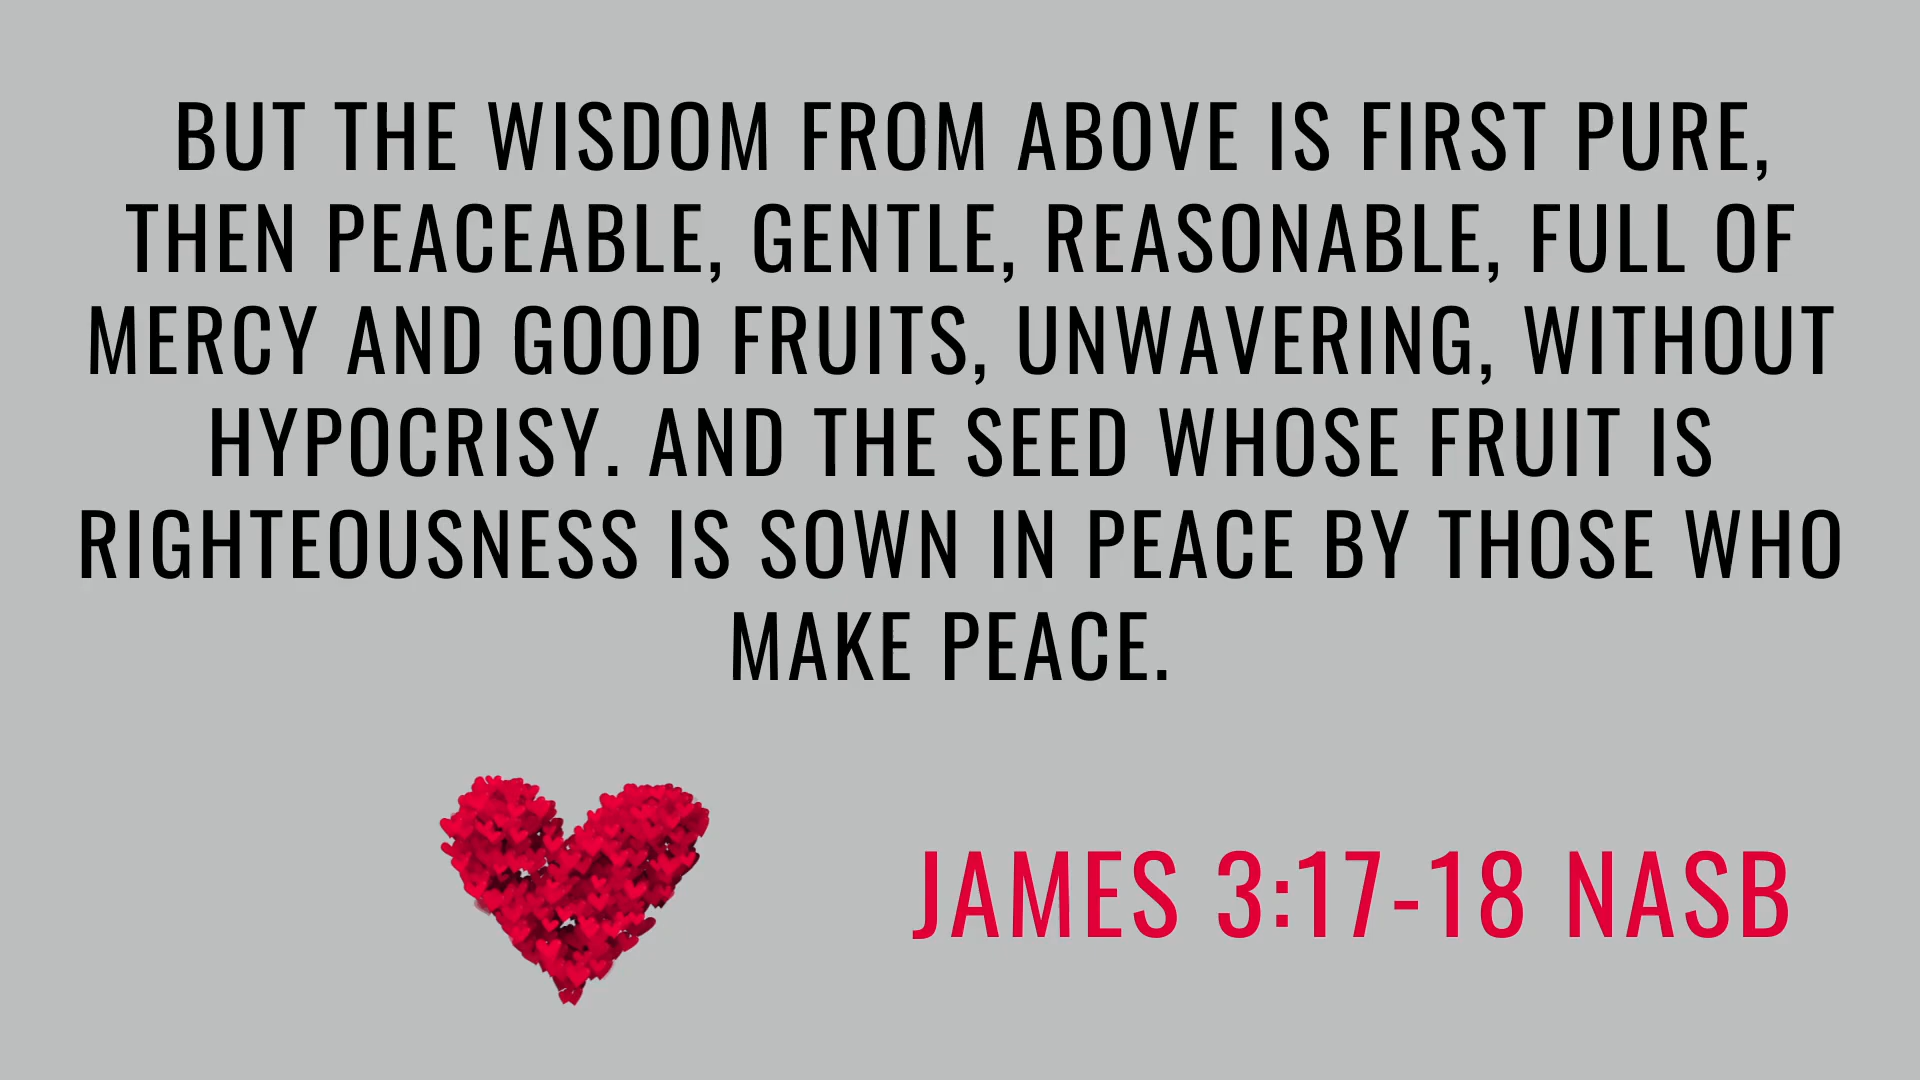 BUT THE WISDOM FROM ABOVE IS FIRST PURE,
THEN PEACEABLE, GENTLE, REASONABLE, FULL OF
MERCY AND GOOD FRUITS, UNWAVERING, WITHOUT
HYPOCRISY. AND THE SEED WHOSE FRUIT IS
RIGHTEOUSNESS IS SOWN IN PEACE BY THOSE WHO
MAKE PEACE.
JAMES 3:17-18 NASB